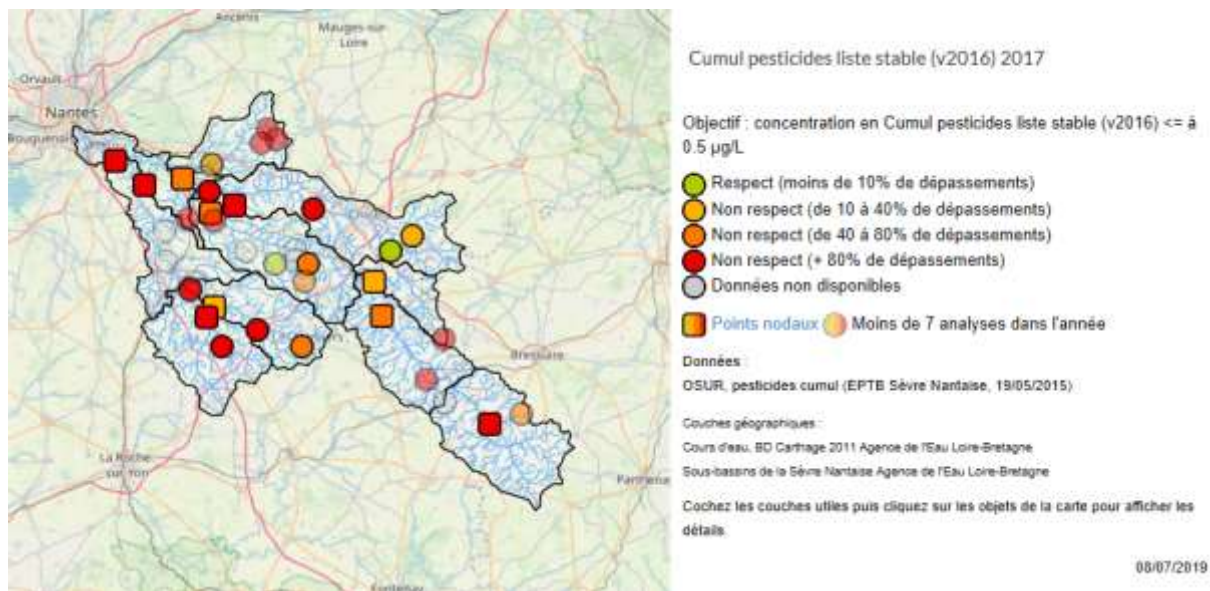 Ancenis
Mauges-sur-
Loire
Orvault
Nantes
Bouguenais
Bressuire
La Roche-
sur-Yon
Parthenay
Fontenay
Cumul pesticides liste stable (v2016) 2017
Objectif : concentration en Cumul pesticides liste stable (v2016) <= à
0.5 µg/L
Respect (moins de 10% de dépassements)
Non respect (de 10 à 40% de dépassements)
Non respect (de 40 à 80% de dépassements)
Non respect (+ 80% de dépassements)
Données non disponibles
Points nodaux Moins de 7 analyses dans l'année
Données :
OSUR, pesticides cumul (EPTB Sèvre Nantaise, 19/05/2015)
Couches géographiques :
Cours d'eau, BD Carthage 2011 Agence de l'Eau Loire-Bretagne
Sous-bassins de la Sèvre Nantaise Agence de l'Eau Loire-Bretagne
Cochez les couches utiles puis cliquez sur les objets de la carte pour afficher les
détails.
08/07/2019